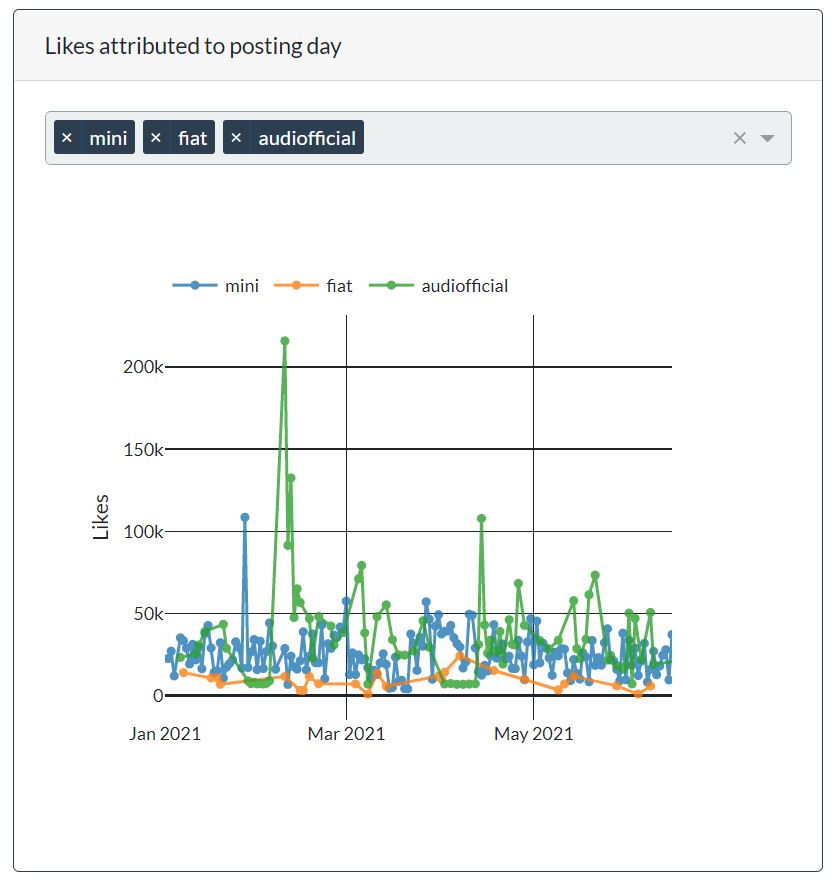 Likes attributed to posting day
× mini × fiat × audiofficial ×
mini fiat audiofficial
200k
150k
100k
50k
0
Likes
Jan 2021 Mar 2021 May 2021